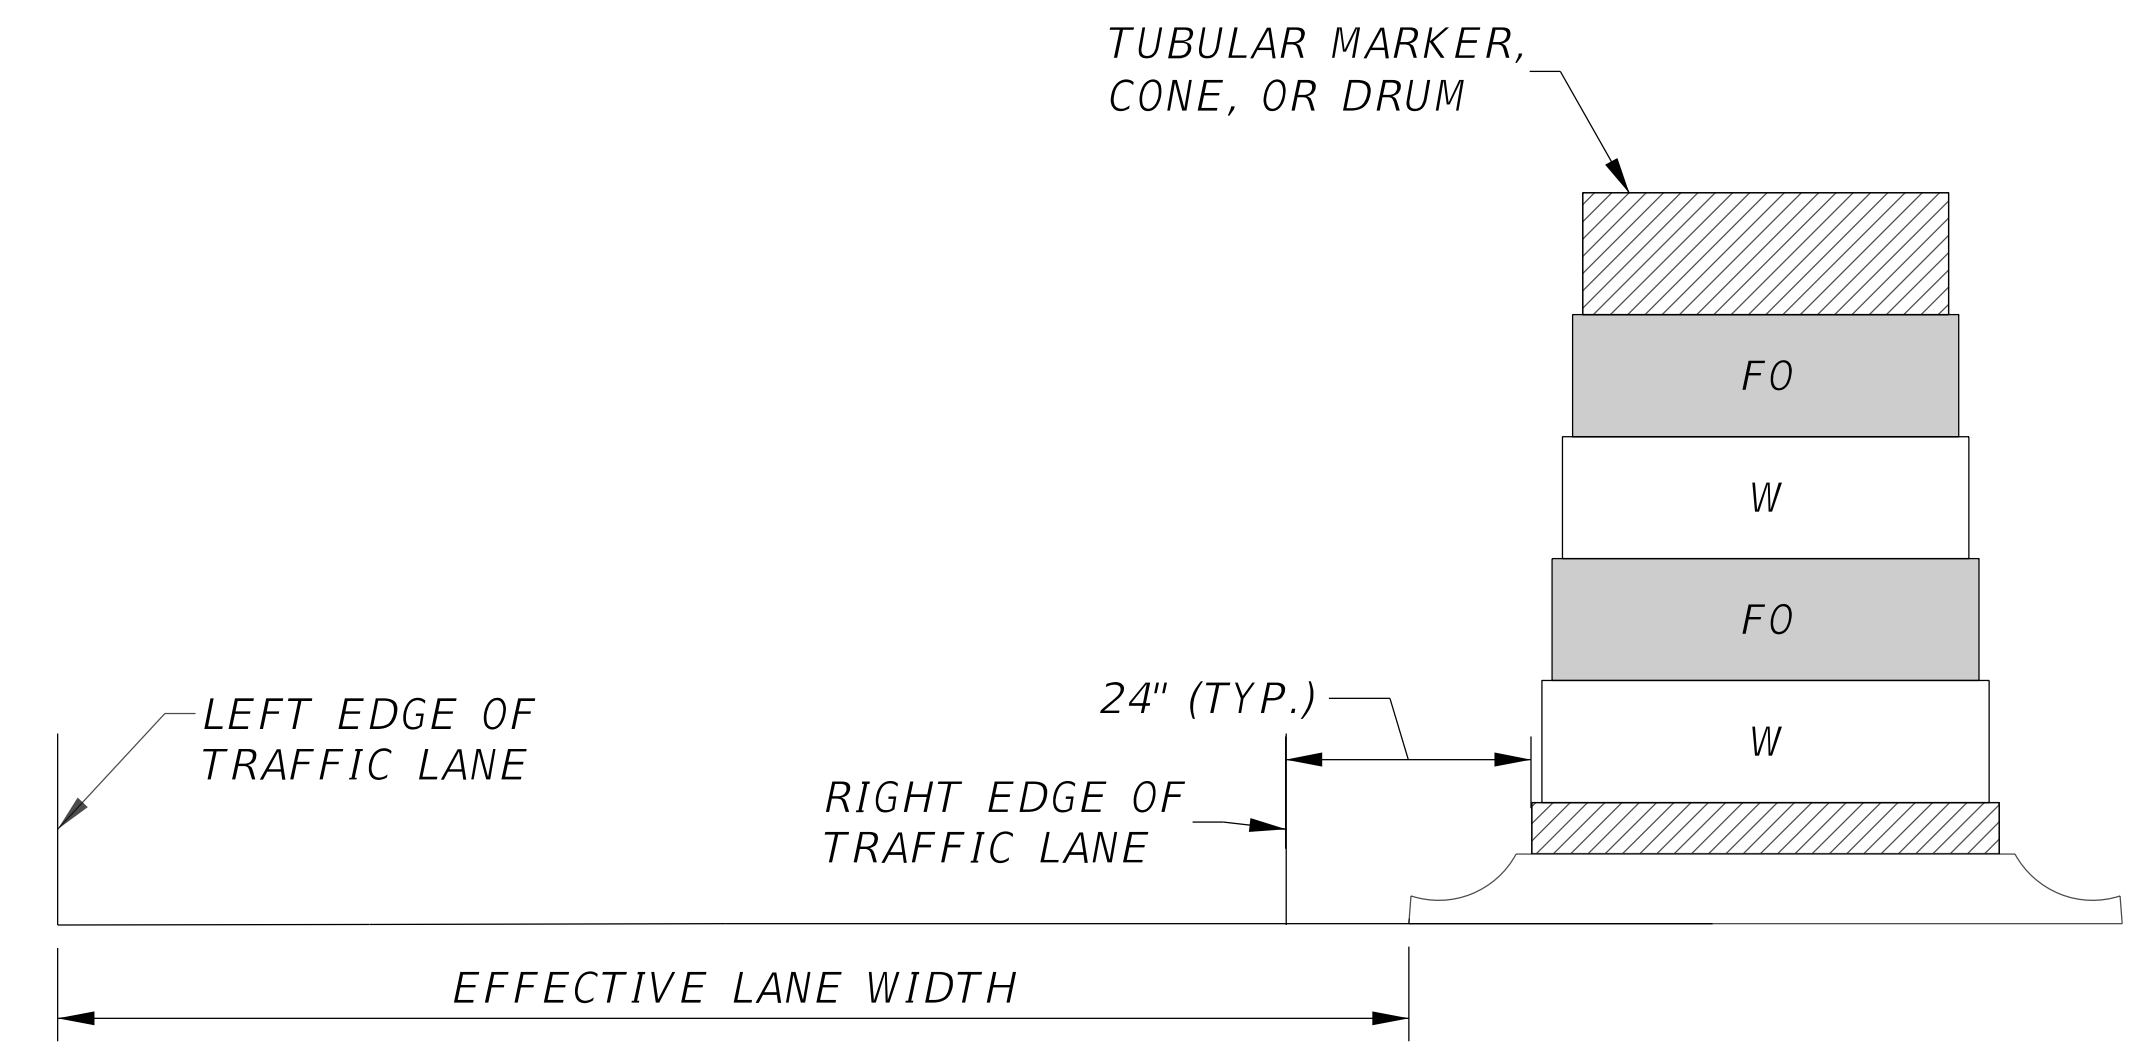 TUBULAR MARKER,
CONE, OR DRUM
FO
W
FO
W
24" (TYP.)
LEFT EDGE OF
TRAFFIC LANE
RIGHT EDGE OF
TRAFFIC LANE
EFFECTIVE LANE WIDTH